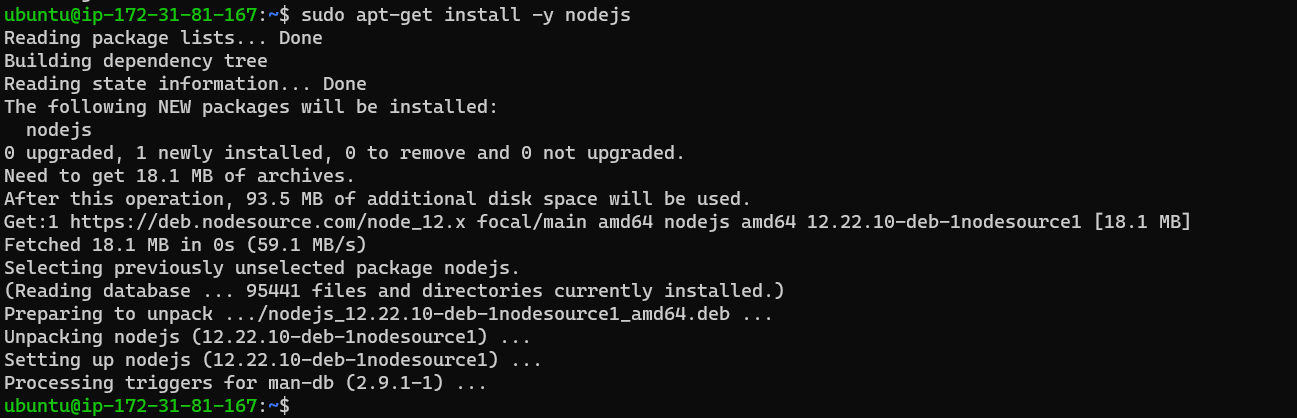 ubuntu@ip-172-31-81-167:~$ sudo apt-get install -y nodejs
Reading package lists... Done
Building dependency tree
Reading state information... Done
The following NEW packages will be installed:
  nodejs
0 upgraded, 1 newly installed, 0 to remove and 0 not upgraded.
Need to get 18.1 MB of archives.
After this operation, 93.5 MB of additional disk space will be used.
Get:1 https://deb.nodesource.com/node_12.x focal/main amd64 nodejs amd64 12.22.10-deb-1nodesource1 [18.1 MB]
Fetched 18.1 MB in 0s (59.1 MB/s)
Selecting previously unselected package nodejs.
(Reading database ... 95441 files and directories currently installed.)
Preparing to unpack .../nodejs_12.22.10-deb-1nodesource1_amd64.deb ...
Unpacking nodejs (12.22.10-deb-1nodesource1) ...
Setting up nodejs (12.22.10-deb-1nodesource1) ...
Processing triggers for man-db (2.9.1-1) ...
ubuntu@ip-172-31-81-167:~$